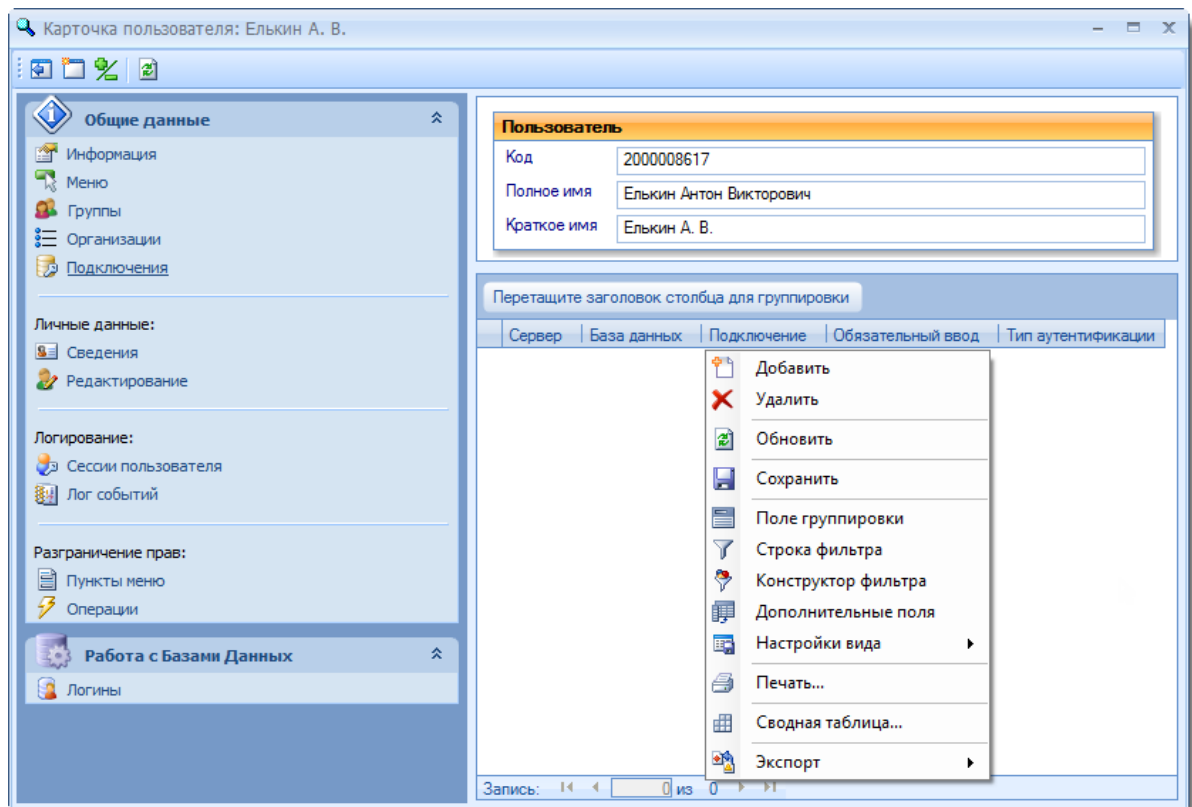 Карточка пользователя: Елькин А. В.
Общие данные
Информация
Меню
Группы
Организации
Подключения
Личные данные:
Сведения
Редактирование
Логирование:
Сессии пользователя
Лог событий
Разграничение прав:
Пункты меню
Операции
Работа с Базами Данных
Логины
Пользователь
Код 2000008617
Полное имя Елькин Антон Викторович
Краткое имя Елькин А. В.
Перетащите заголовок столбца для группировки
Сервер База данных Подключение Обязательный ввод Тип аутентификации
Добавить
Удалить
Обновить
Сохранить
Поле группировки
Строка фильтра
Конструктор фильтра
Дополнительные поля
Настройки вида
Печать...
Сводная таблица...
Экспорт
Запись: 0 из 0